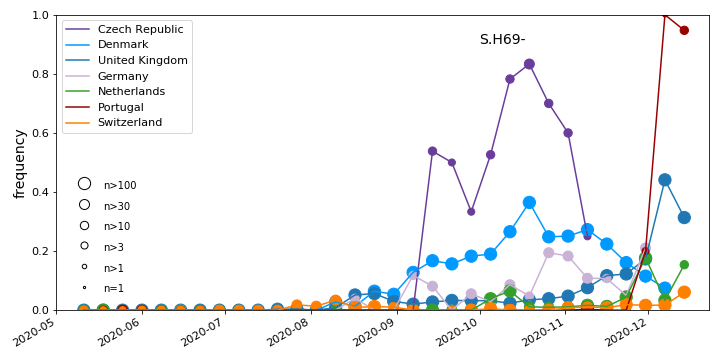 S.H69-
Czech Republic
Denmark
United Kingdom
Germany
Netherlands
Portugal
Switzerland
n>100
n>30
n>10
n>3
n>1
n=1
frequency
1.0
0.8
0.6
0.4
0.2
0.0
2020-05
2020-06
2020-07
2020-08
2020-09
2020-10
2020-11
2020-12